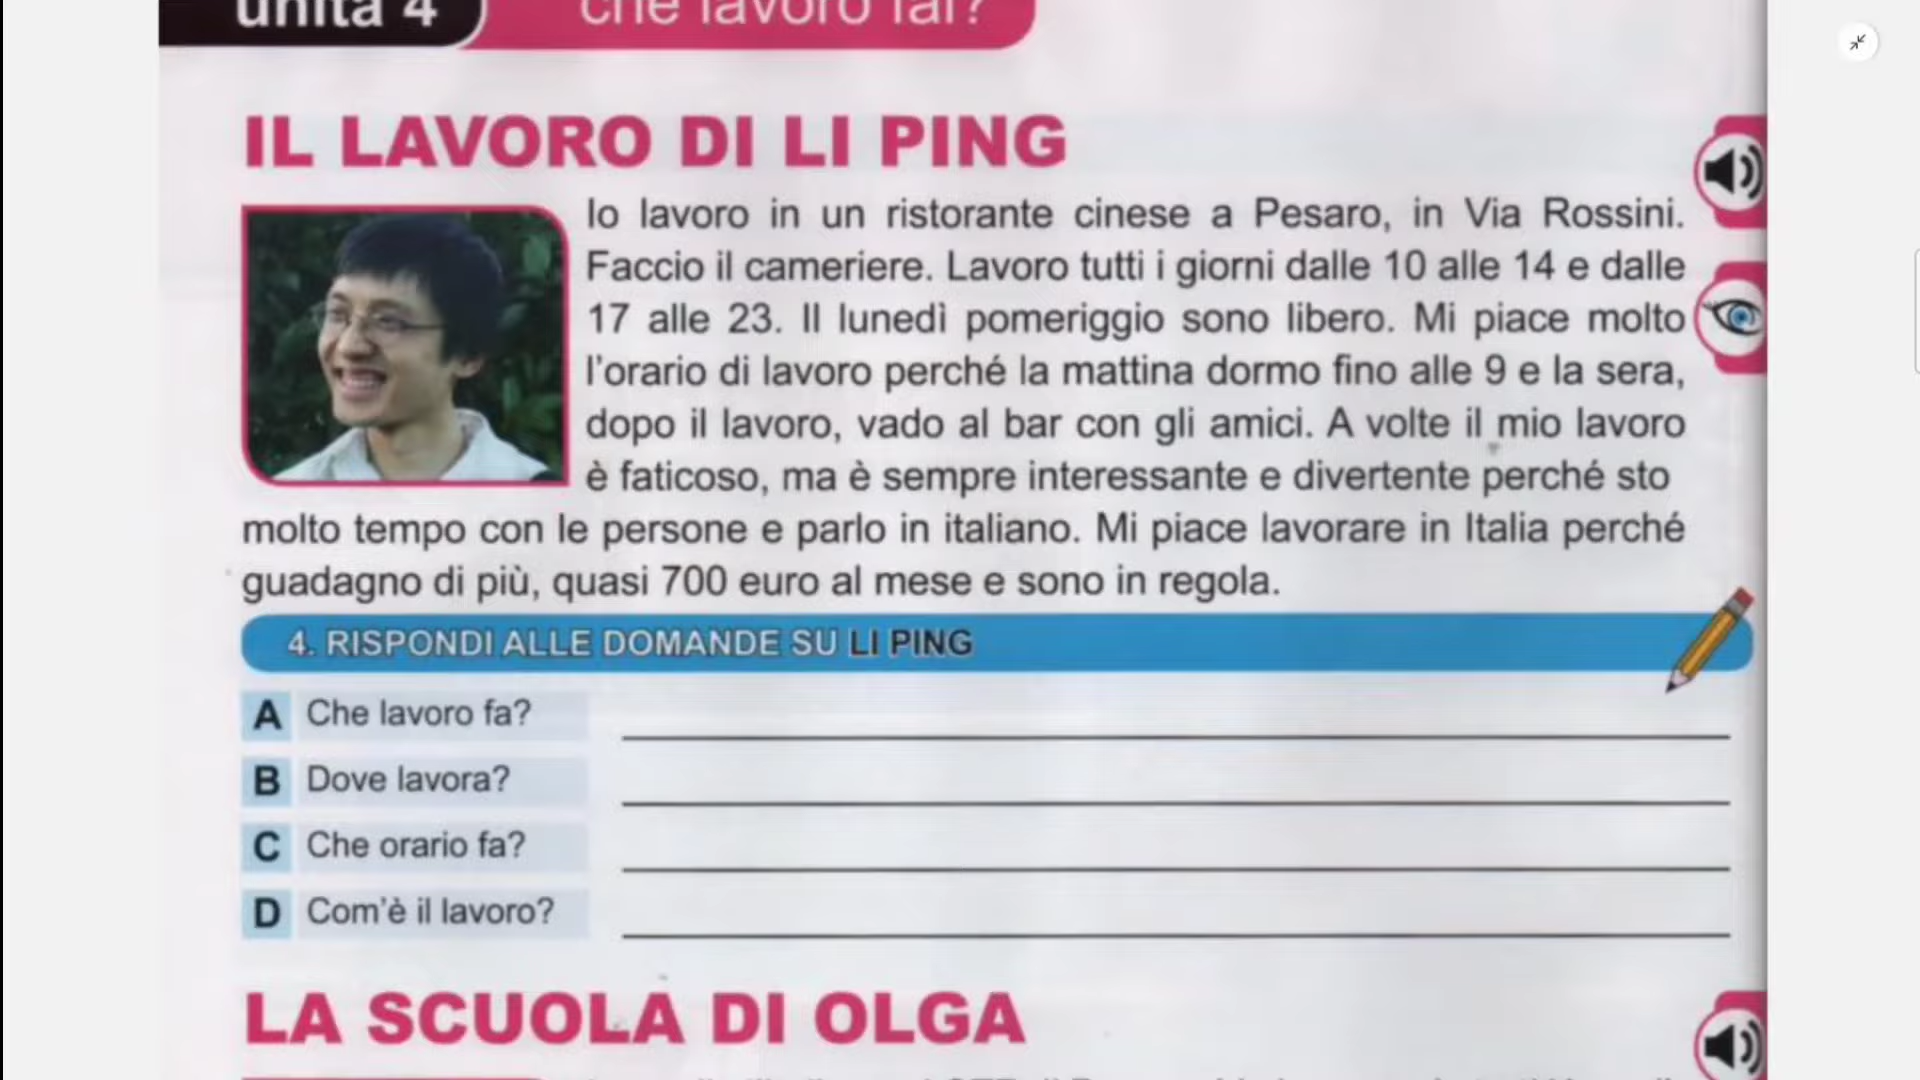 unità 4 che lavoro fai?
IL LAVORO DI LI PING
Io lavoro in un ristorante cinese a Pesaro, in Via Rossini.
Faccio il cameriere. Lavoro tutti i giorni dalle 10 alle 14 e dalle
17 alle 23. Il lunedì pomeriggio sono libero. Mi piace molto
l'orario di lavoro perché la mattina dormo fino alle 9 e la sera,
dopo il lavoro, vado al bar con gli amici. A volte il mio lavoro
è faticoso, ma è sempre interessante e divertente perché sto
molto tempo con le persone e parlo in italiano. Mi piace lavorare in Italia perché
guadagno di più, quasi 700 euro al mese e sono in regola.
4. RISPONDI ALLE DOMANDE SU LI PING
A Che lavoro fa?
B Dove lavora?
C Che orario fa?
D Com'è il lavoro?
LA SCUOLA DI OLGA